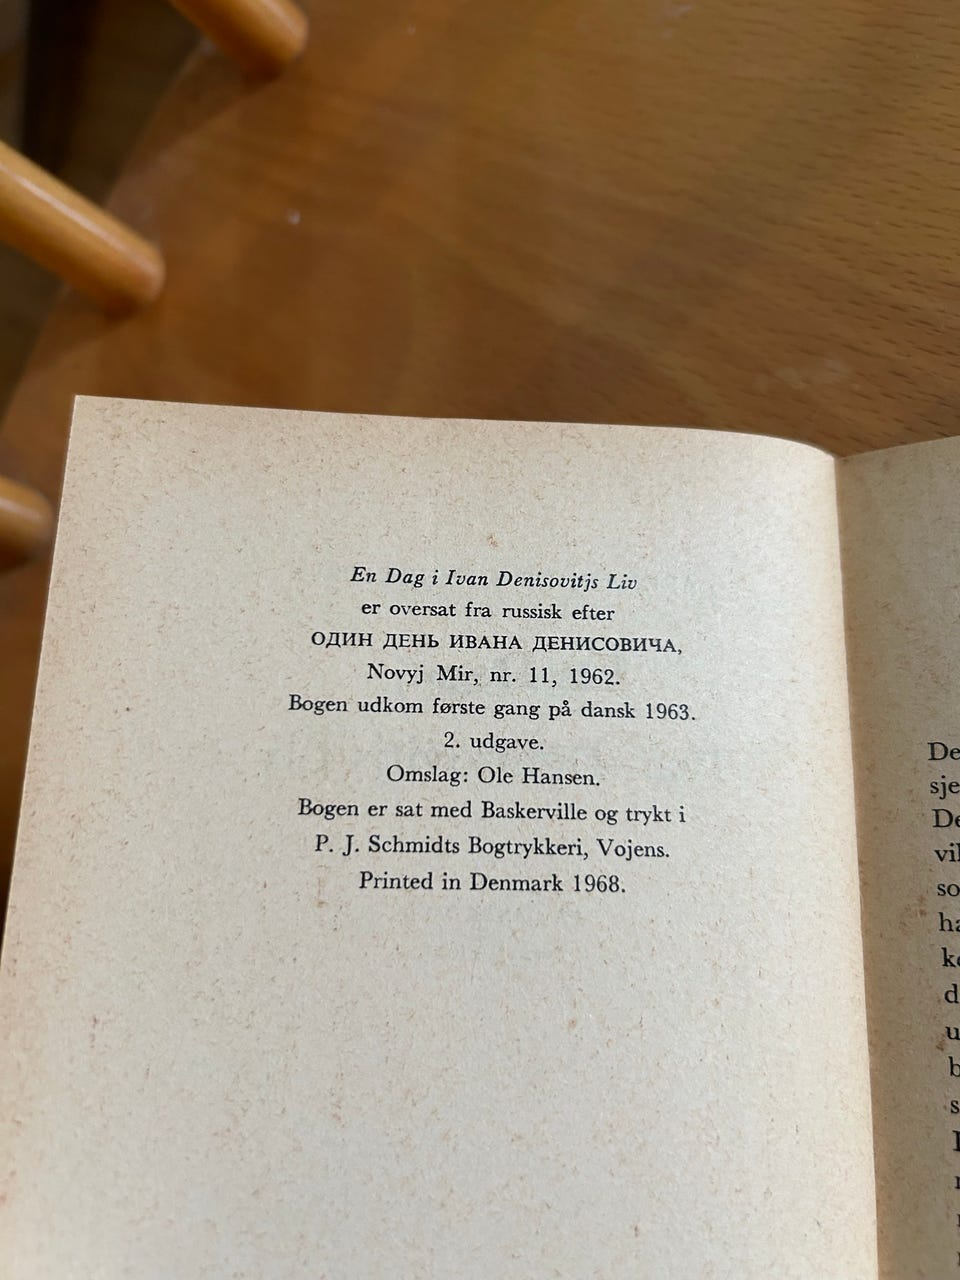 En Dag i Ivan Denisovitjs Liv
er oversat fra russisk efter
ОДИН ДЕНЬ ИВАНА ДЕНИСОВИЧА,
Novyj Mir, nr. 11, 1962.
Bogen udkom første gang på dansk 1963.
2. udgave.
Omslag: Ole Hansen.
Bogen er sat med Baskerville og trykt i
P. J. Schmidts Bogtrykkeri, Vojens.
Printed in Denmark 1968.